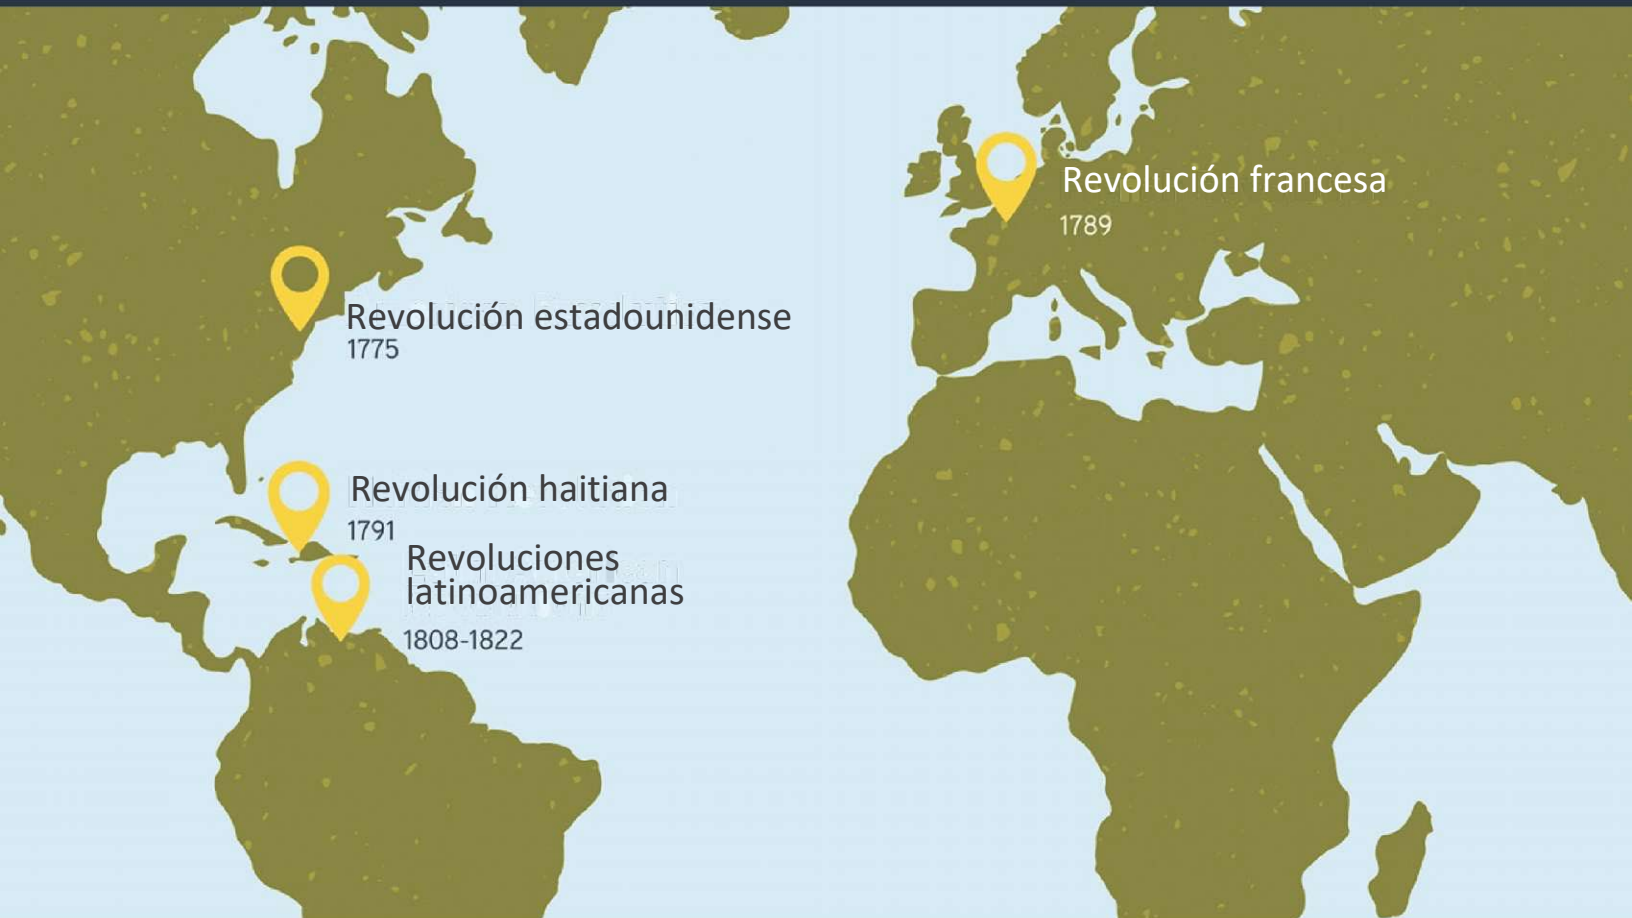 Revolución francesa
1789
Revolución estadounidense
1775
Revolución haitiana
1791
Revoluciones
latinoamericanas
1808-1822